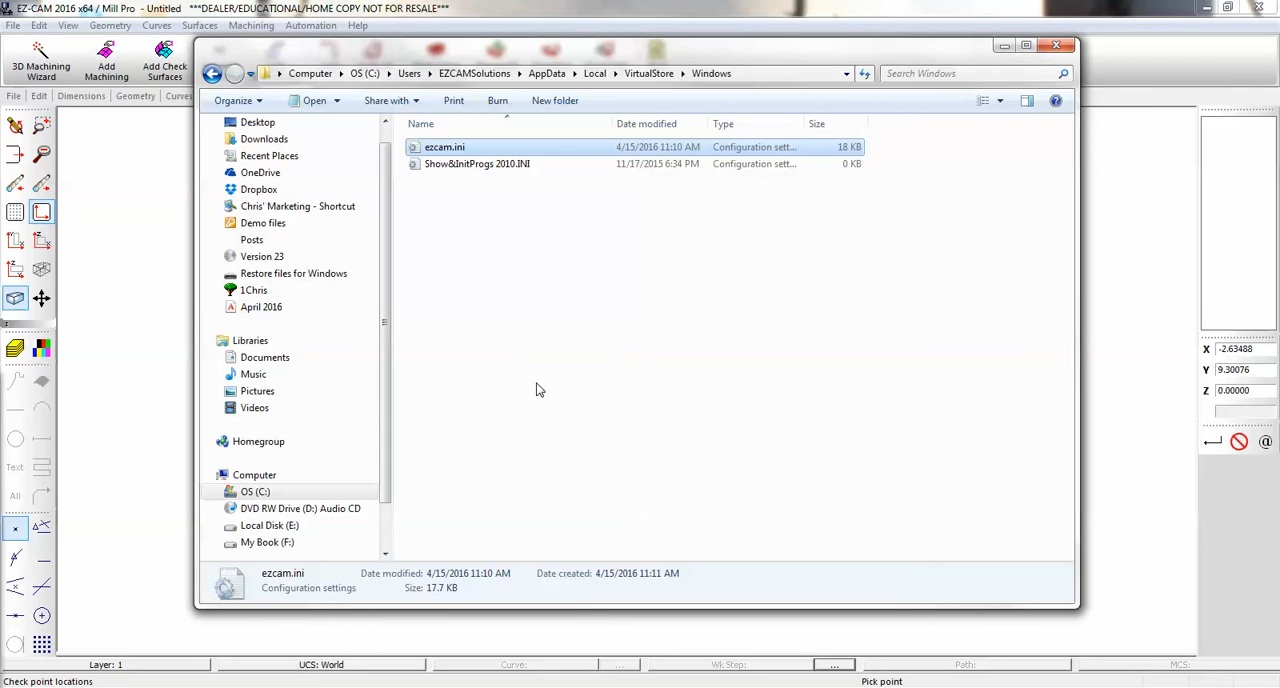 EZ-CAM 2016 x64 / Mill Pro - Untitled ***DEALER/EDUCATIONAL/HOME COPY NOT FOR RESALE***
File Edit View Geometry Curves Surfaces Machining Automation Help
3D Machining Wizard
Add Machining
Add Check Surfaces
File Edit Dimensions Geometry Curves
Computer OS (C:) Users EZCAMSolutions AppData Local VirtualStore Windows
Search Windows
Organize Open Share with Print Burn New folder
Name Date modified Type Size
ezcam.ini 4/15/2016 11:10 AM Configuration sett... 18 KB
Show&InitProgs 2010.INI 11/17/2015 6:34 PM Configuration sett... 0 KB
Desktop
Downloads
Recent Places
OneDrive
Dropbox
Chris' Marketing - Shortcut
Demo files
Posts
Version 23
Restore files for Windows
1Chris
April 2016
Libraries
Documents
Music
Pictures
Videos
Homegroup
Computer
OS (C:)
DVD RW Drive (D:) Audio CD
Local Disk (E:)
My Book (F:)
ezcam.ini Date modified: 4/15/2016 11:10 AM Date created: 4/15/2016 11:11 AM
Configuration settings Size: 17.7 KB
X -2.63488
Y 9.30076
Z 0.00000
@
Text
All
Layer: 1 UCS: World Curve: ... Wk Step: ... Path: MCS:
Check point locations Pick point